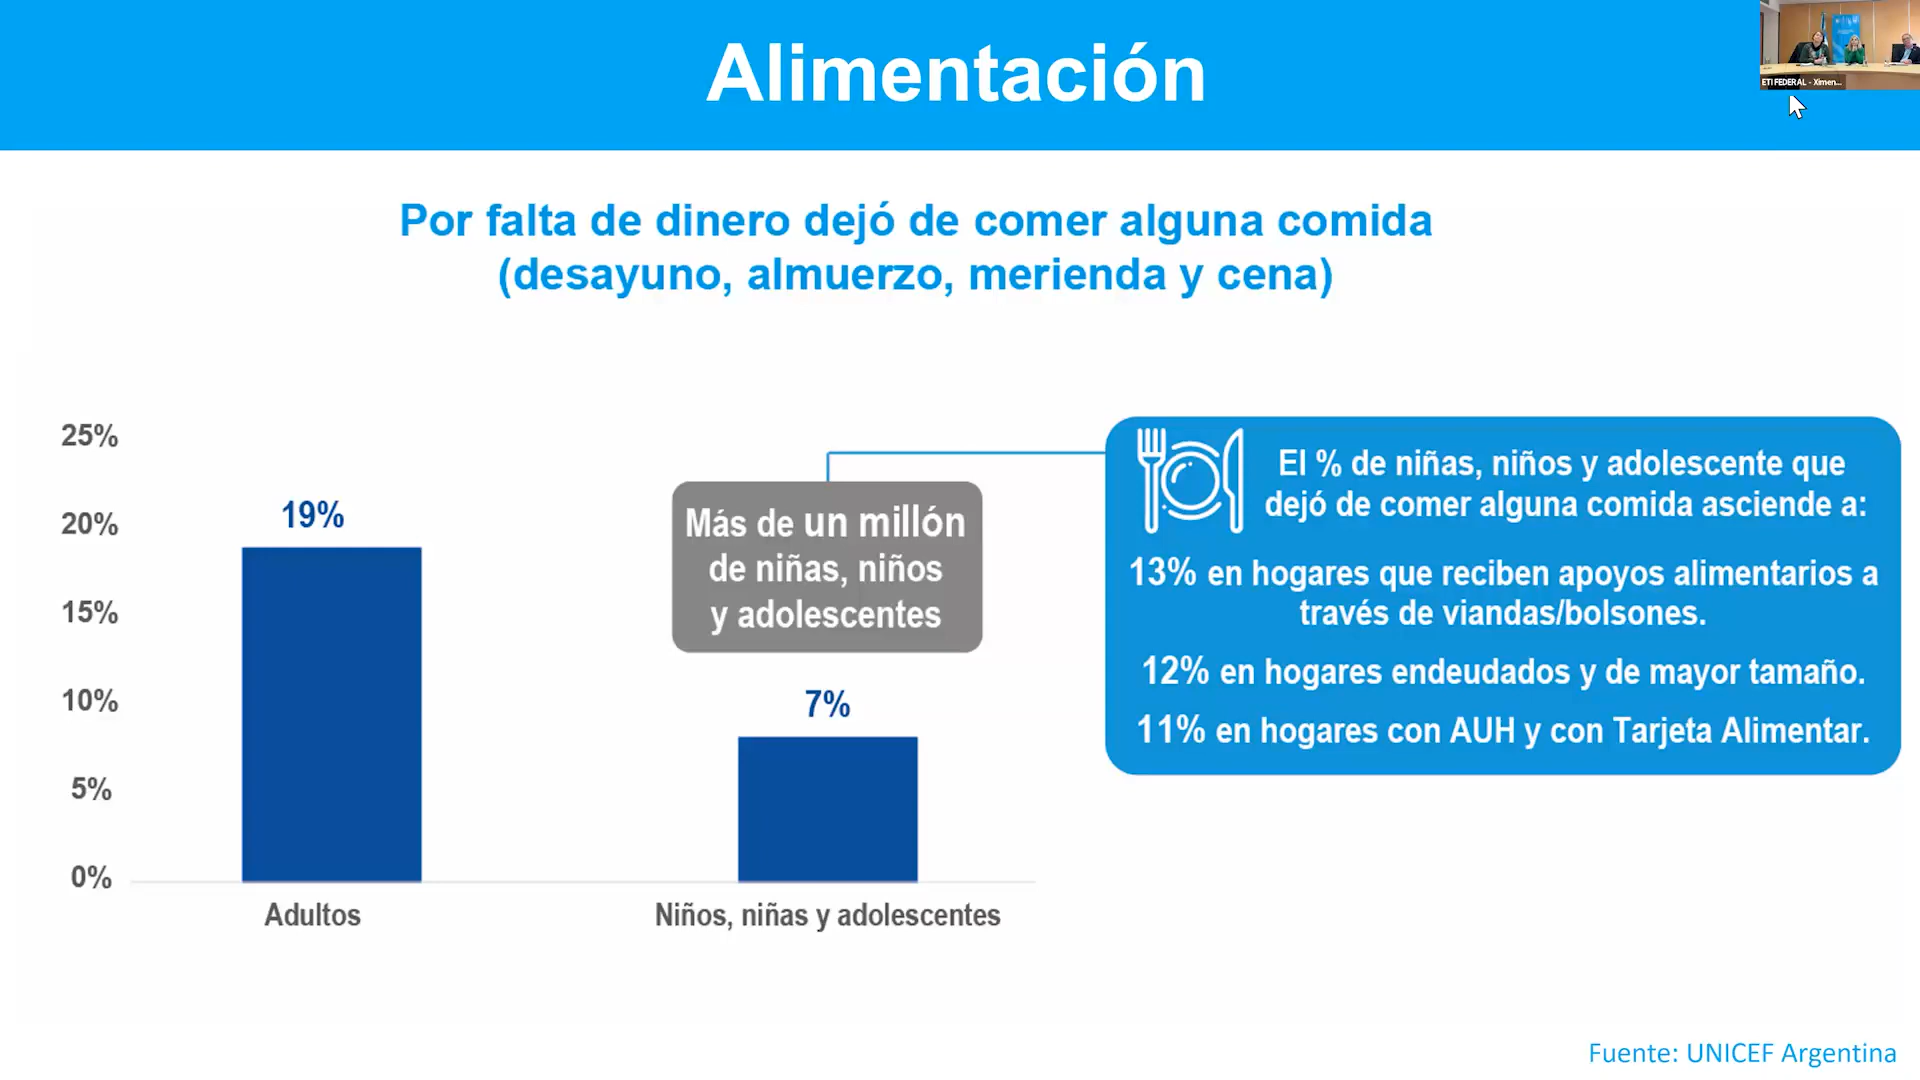 Alimentación
ETI FEDERAL - Ximen...
Por falta de dinero dejó de comer alguna comida
(desayuno, almuerzo, merienda y cena)
25%
20%
15%
10%
5%
0%
19%
Adultos
Más de un millón
de niñas, niños
y adolescentes
7%
Niños, niñas y adolescentes
El % de niñas, niños y adolescente que
dejó de comer alguna comida asciende a:
13% en hogares que reciben apoyos alimentarios a
través de viandas/bolsones.
12% en hogares endeudados y de mayor tamaño.
11% en hogares con AUH y con Tarjeta Alimentar.
Fuente: UNICEF Argentina